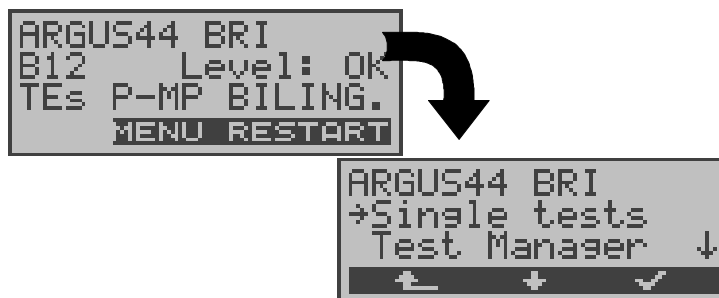 ARGUS44 BRI
B12 Level: OK
TEs P-MP BILING.
MENU RESTART
ARGUS44 BRI
→Single tests
Test Manager ↓